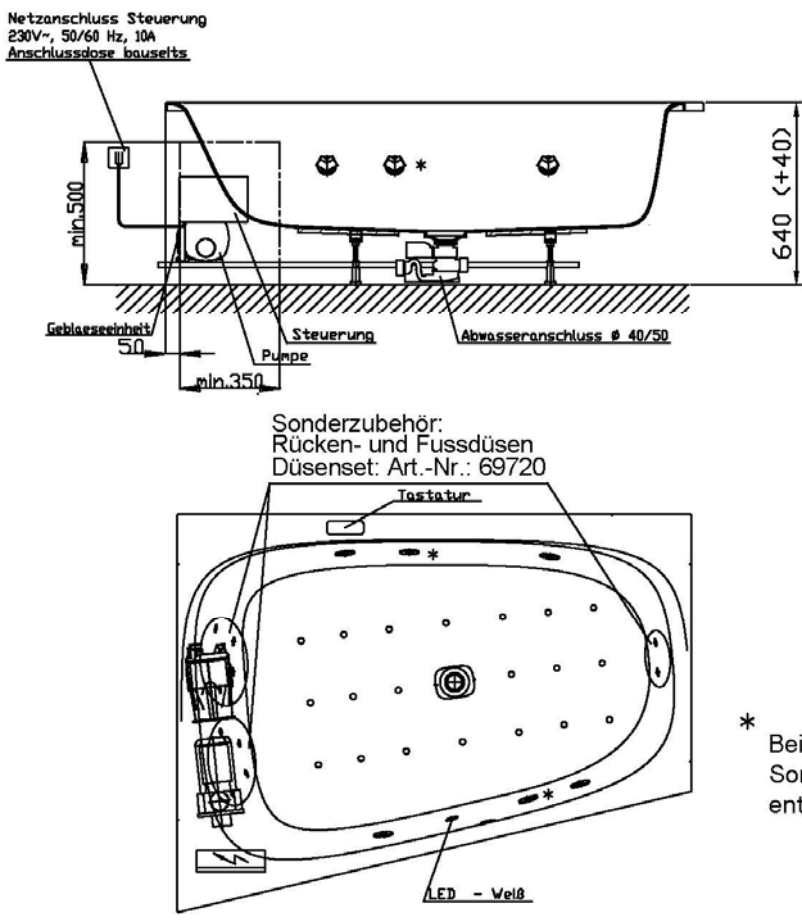 Netzanschluss Steuerung
230V~, 50/60 Hz, 10A
Anschlussdose bauseits
min.500
640 (+40)
*
Geblaeseeinheit
50
Pumpe
Steuerung
Abwasseranschluss ø 40/50
min.350
Sonderzubehör:
Rücken- und Fussdüsen
Düsenset: Art.-Nr.: 69720
Tastatur
*
*
*
LED - Weiß